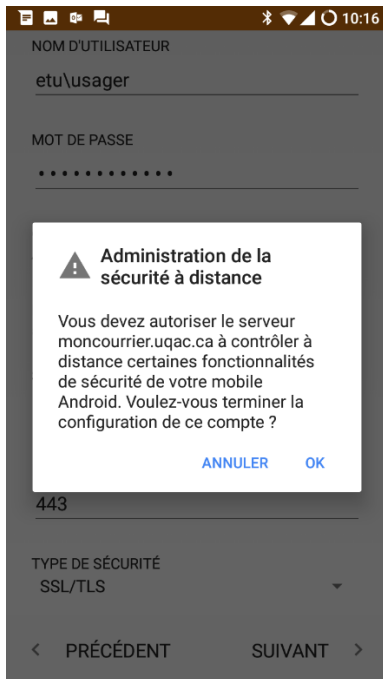 10:16
NOM D'UTILISATEUR
etu\usager
MOT DE PASSE
••••••••••••
Administration de la
sécurité à distance
Vous devez autoriser le serveur
moncourrier.uqac.ca à contrôler à
distance certaines fonctionnalités
de sécurité de votre mobile
Android. Voulez-vous terminer la
configuration de ce compte ?
ANNULER OK
443
TYPE DE SÉCURITÉ
SSL/TLS
PRÉCÉDENT SUIVANT